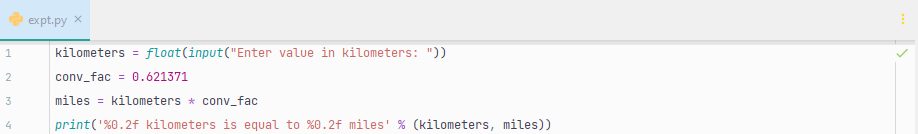 expt.py
1 kilometers = float(input("Enter value in kilometers: "))
2 conv_fac = 0.621371
3 miles = kilometers * conv_fac
4 print('%0.2f kilometers is equal to %0.2f miles' % (kilometers, miles))